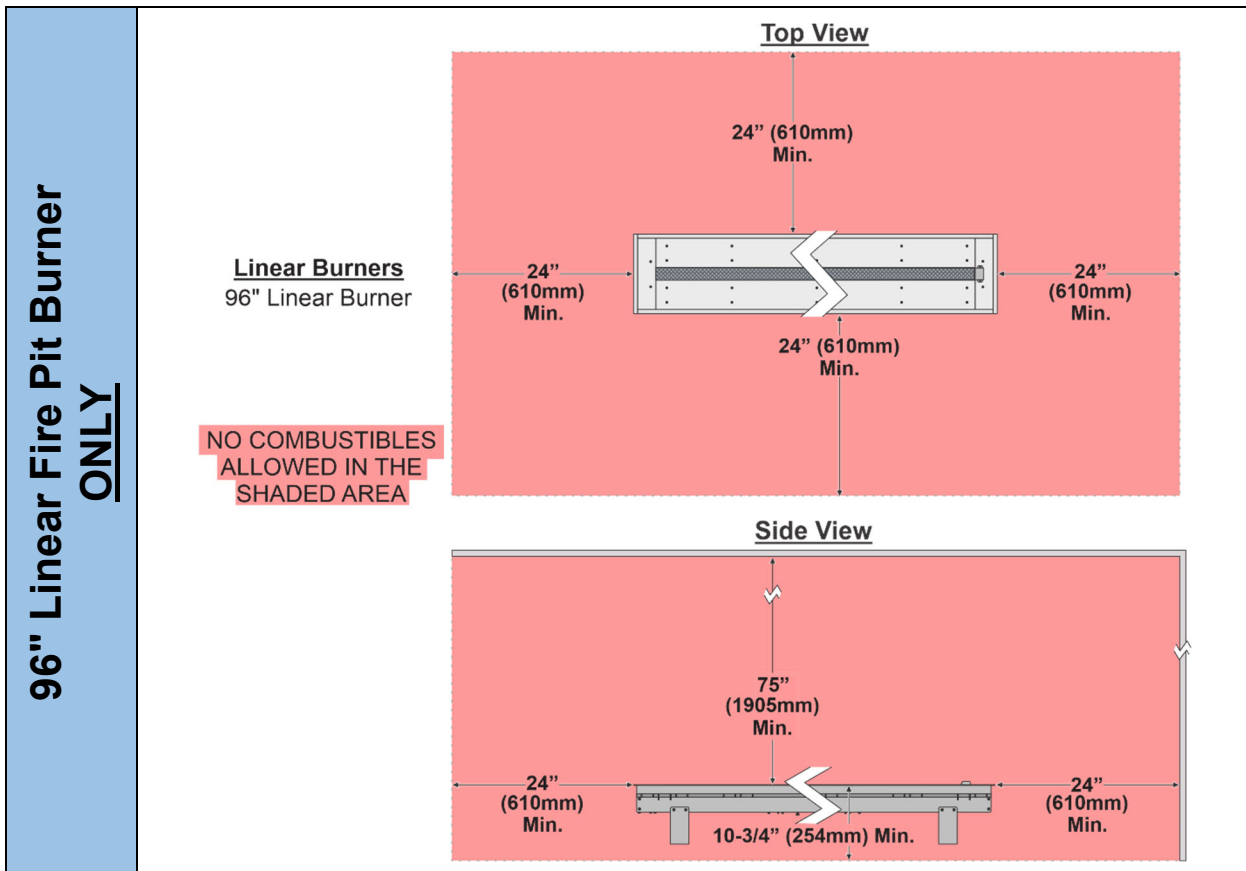 96" Linear Fire Pit Burner
ONLY
Top View
24” (610mm)
Min.
Linear Burners
96" Linear Burner
24”
(610mm)
Min.
24”
(610mm)
Min.
24” (610mm)
Min.
NO COMBUSTIBLES
ALLOWED IN THE
SHADED AREA
Side View
75”
(1905mm)
Min.
24”
(610mm)
Min.
24”
(610mm)
Min.
10-3/4” (254mm) Min.